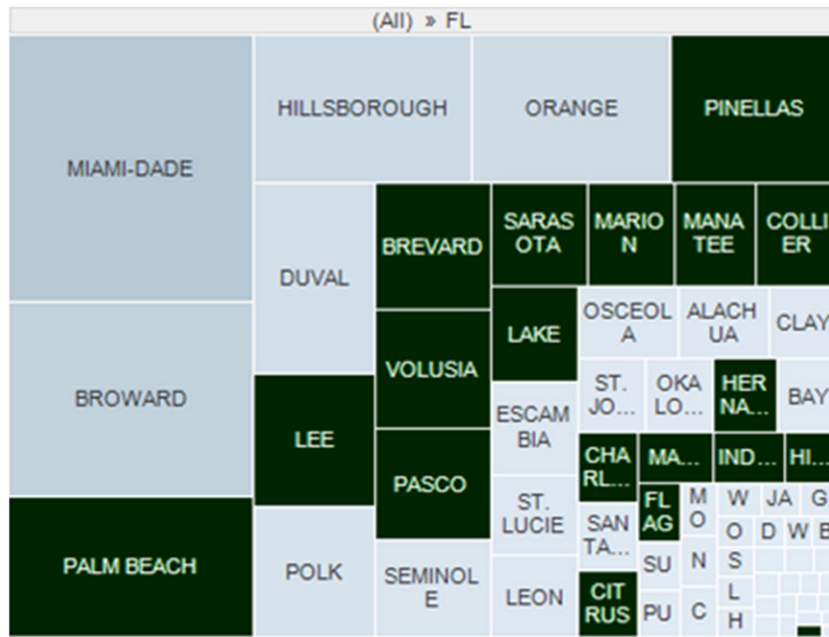 (All) » FL
MIAMI-DADE
HILLSBOROUGH
ORANGE
PINELLAS
DUVAL
BREVARD
SARAS
OTA
MARIO
N
MANA
TEE
COLLI
ER
BROWARD
LEE
VOLUSIA
LAKE
OSCEOL
A
ALACH
UA
CLAY
ST.
JO...
OKA
LO...
HER
NA...
BAY
ESCAM
BIA
PASCO
CHA
RL...
MA...
IND...
HI...
PALM BEACH
POLK
SEMINOL
E
ST.
LUCIE
LEON
SAN
TA...
CIT
RUS
FL
AG
SU
PU
M
O
N
C
W
JA
G
O
D
W
S
L
H